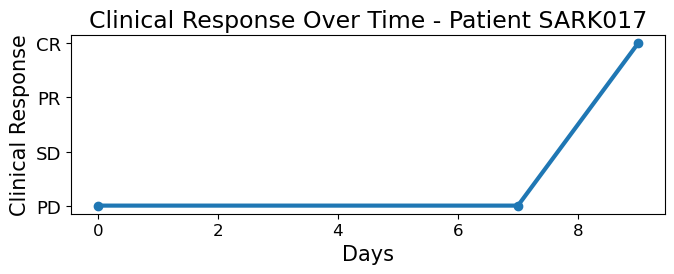 Clinical Response Over Time - Patient SARK017
Clinical Response
CR
PR
SD
PD
0 2 4 6 8
Days